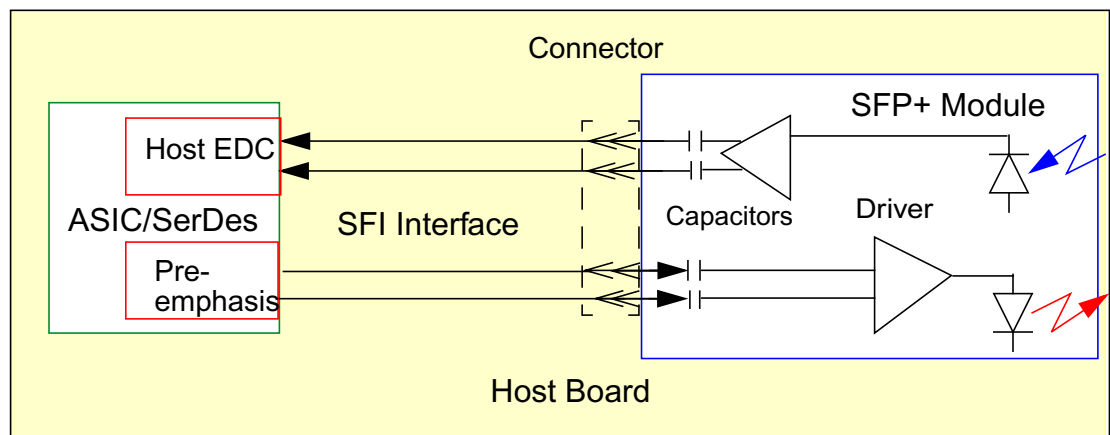 Connector
SFP+ Module
Host EDC
ASIC/SerDes
SFI Interface
Capacitors
Driver
Pre-
emphasis
Host Board